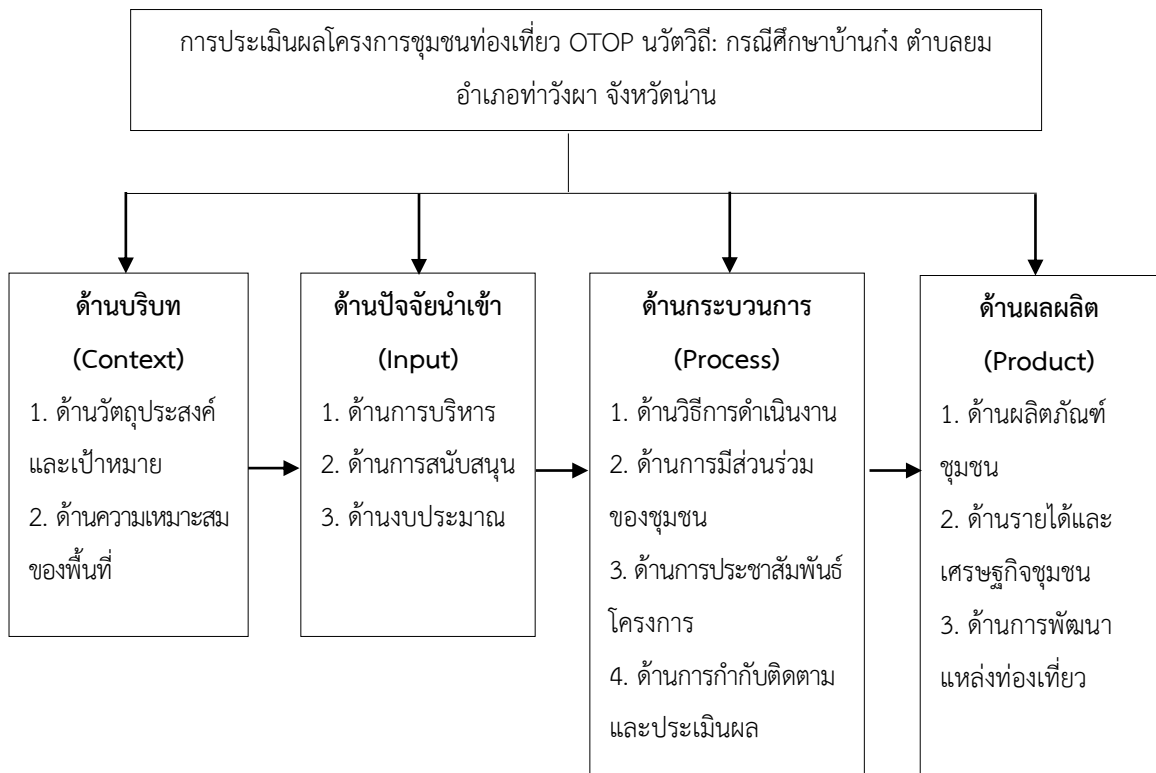 การประเมินผลโครงการชุมชนท่องเที่ยว OTOP นวัตวิถี: กรณีศึกษาบ้านก๋ง ตำบลยม
อำเภอท่าวังผา จังหวัดน่าน
ด้านบริบท
(Context)
1. ด้านวัตถุประสงค์
และเป้าหมาย
2. ด้านความเหมาะสม
ของพื้นที่
ด้านปัจจัยนำเข้า
(Input)
1. ด้านการบริหาร
2. ด้านการสนับสนุน
3. ด้านงบประมาณ
ด้านกระบวนการ
(Process)
1. ด้านวิธีการดำเนินงาน
2. ด้านการมีส่วนร่วม
ของชุมชน
3. ด้านการประชาสัมพันธ์
โครงการ
4. ด้านการกำกับติดตาม
และประเมินผล
ด้านผลผลิต
(Product)
1. ด้านผลิตภัณฑ์
ชุมชน
2. ด้านรายได้และ
เศรษฐกิจชุมชน
3. ด้านการพัฒนา
แหล่งท่องเที่ยว